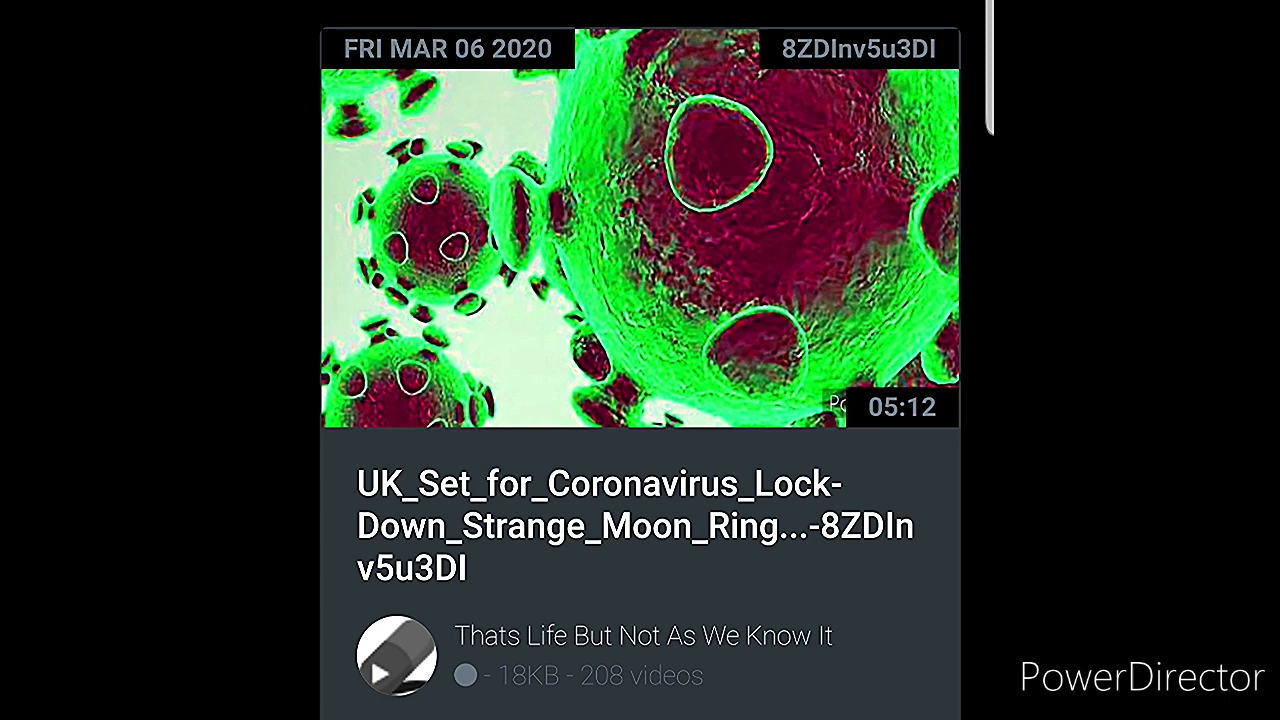 FRI MAR 06 2020
8ZDInv5u3DI
05:12
UK_Set_for_Coronavirus_Lock-
Down_Strange_Moon_Ring...-8ZDIn
v5u3DI
Thats Life But Not As We Know It
- 18KB - 208 videos
PowerDirector